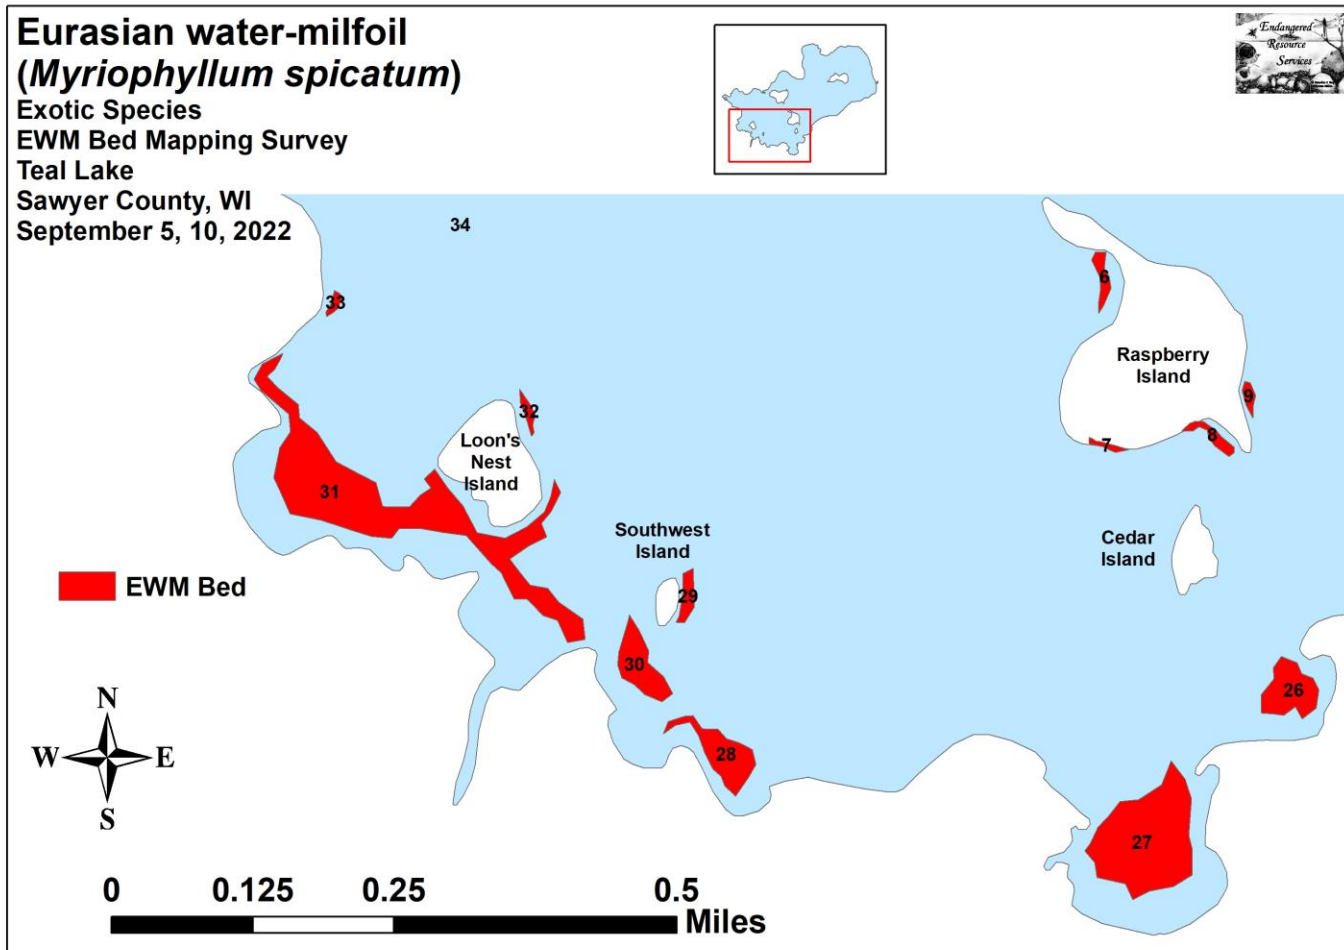 Eurasian water-milfoil
(Myriophyllum spicatum)
Exotic Species
EWM Bed Mapping Survey
Teal Lake
Sawyer County, WI
September 5, 10, 2022
Endangered
Resource
Services
34
33
6
Raspberry
Island
9
32
7
8
Loon's
Nest
Island
31
Southwest
Island
Cedar
Island
EWM Bed
29
30
26
28
27
N
W
E
S
0
0.125
0.25
0.5
Miles